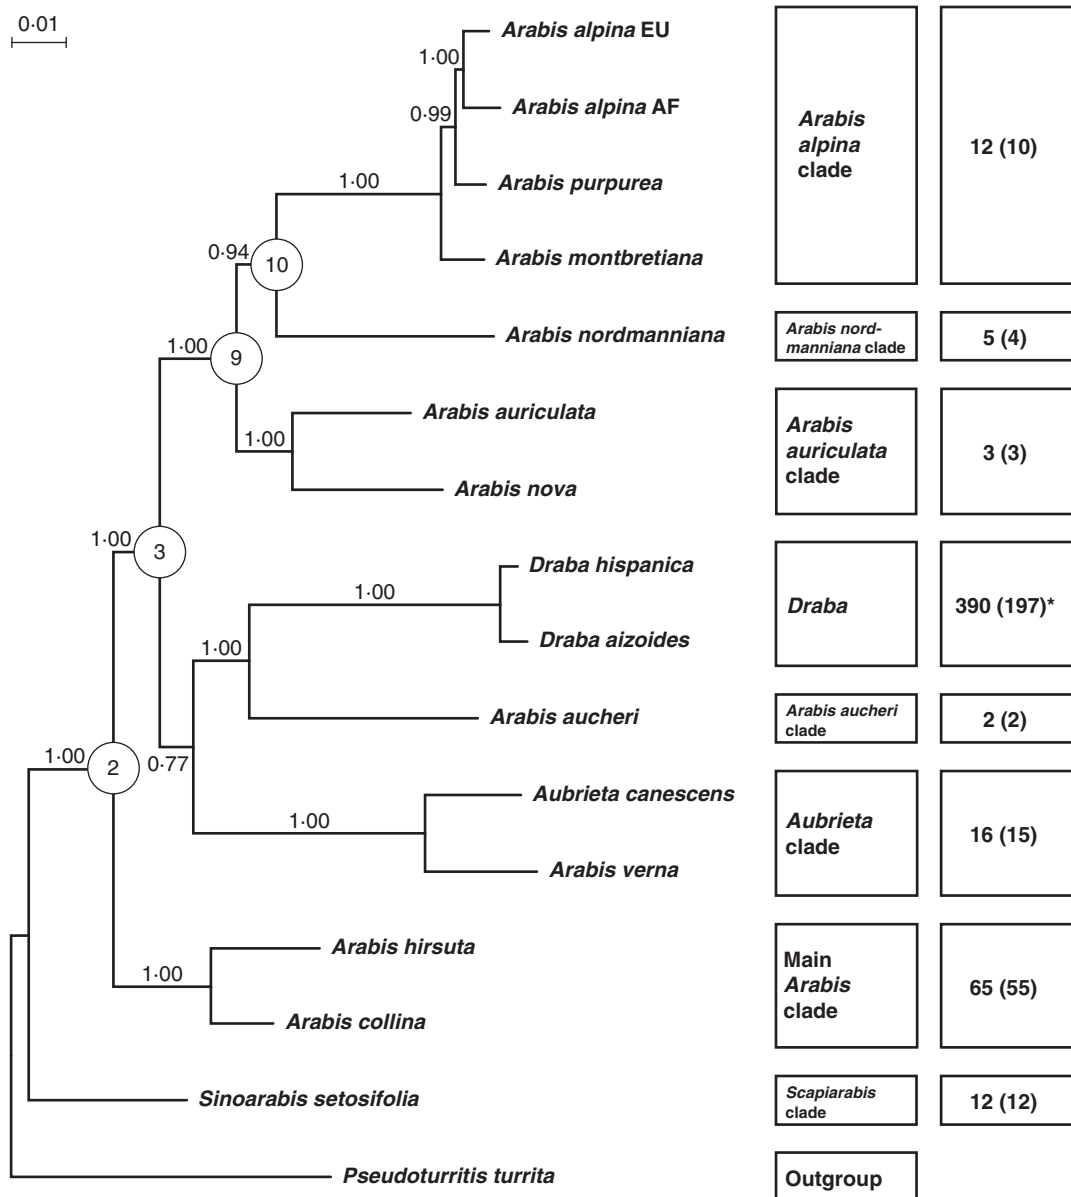 0·01
Arabis alpina EU
1·00
Arabis alpina AF
0·99
Arabis purpurea
1·00
Arabis montbretiana
0·94
10
Arabis nordmanniana
1·00
9
Arabis auriculata
1·00
Arabis nova
1·00
3
Draba hispanica
1·00
Draba aizoides
1·00
Arabis aucheri
1·00
2
0·77
Aubrieta canescens
1·00
Arabis verna
Arabis hirsuta
1·00
Arabis collina
Sinoarabis setosifolia
Pseudoturritis turrita
Arabis
alpina
clade
12 (10)
Arabis nord-
manniana clade
5 (4)
Arabis
auriculata
clade
3 (3)
Draba
390 (197)*
Arabis aucheri
clade
2 (2)
Aubrieta
clade
16 (15)
Main
Arabis
clade
65 (55)
Scapiarabis
clade
12 (12)
Outgroup